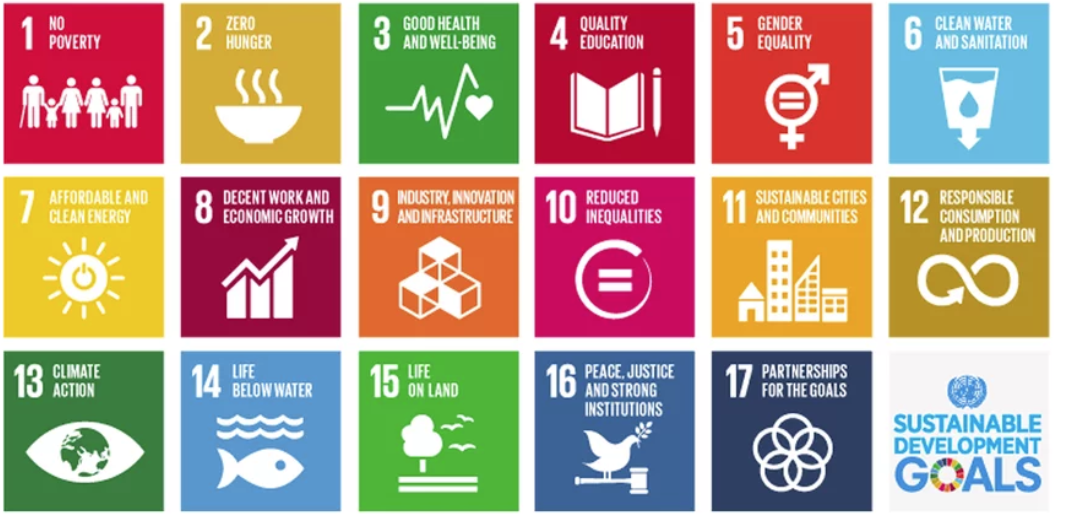 1 NO
POVERTY
2 ZERO
HUNGER
3 GOOD HEALTH
AND WELL-BEING
4 QUALITY
EDUCATION
5 GENDER
EQUALITY
6 CLEAN WATER
AND SANITATION
7 AFFORDABLE AND
CLEAN ENERGY
8 DECENT WORK AND
ECONOMIC GROWTH
9 INDUSTRY, INNOVATION
AND INFRASTRUCTURE
10 REDUCED
INEQUALITIES
11 SUSTAINABLE CITIES
AND COMMUNITIES
12 RESPONSIBLE
CONSUMPTION
AND PRODUCTION
13 CLIMATE
ACTION
14 LIFE
BELOW WATER
15 LIFE
ON LAND
16 PEACE, JUSTICE
AND STRONG
INSTITUTIONS
17 PARTNERSHIPS
FOR THE GOALS
SUSTAINABLE
DEVELOPMENT
GOALS